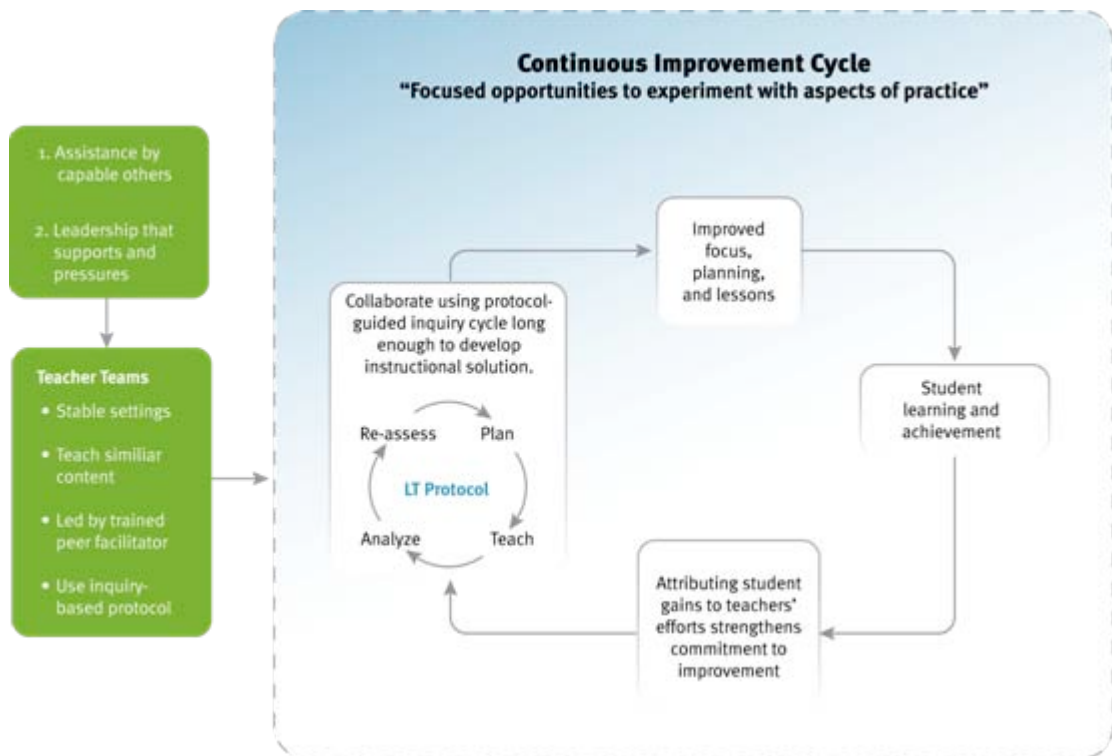 Continuous Improvement Cycle
“Focused opportunities to experiment with aspects of practice”
1. Assistance by
capable others
2. Leadership that
supports and
pressures
Teacher Teams
• Stable settings
• Teach similiar
content
• Led by trained
peer facilitator
• Use inquiry-
based protocol
Collaborate using protocol-
guided inquiry cycle long
enough to develop
instructional solution.
Re-assess
Plan
LT Protocol
Analyze
Teach
Improved
focus,
planning,
and lessons
Student
learning and
achievement
Attributing student
gains to teachers’
efforts strengthens
commitment to
improvement